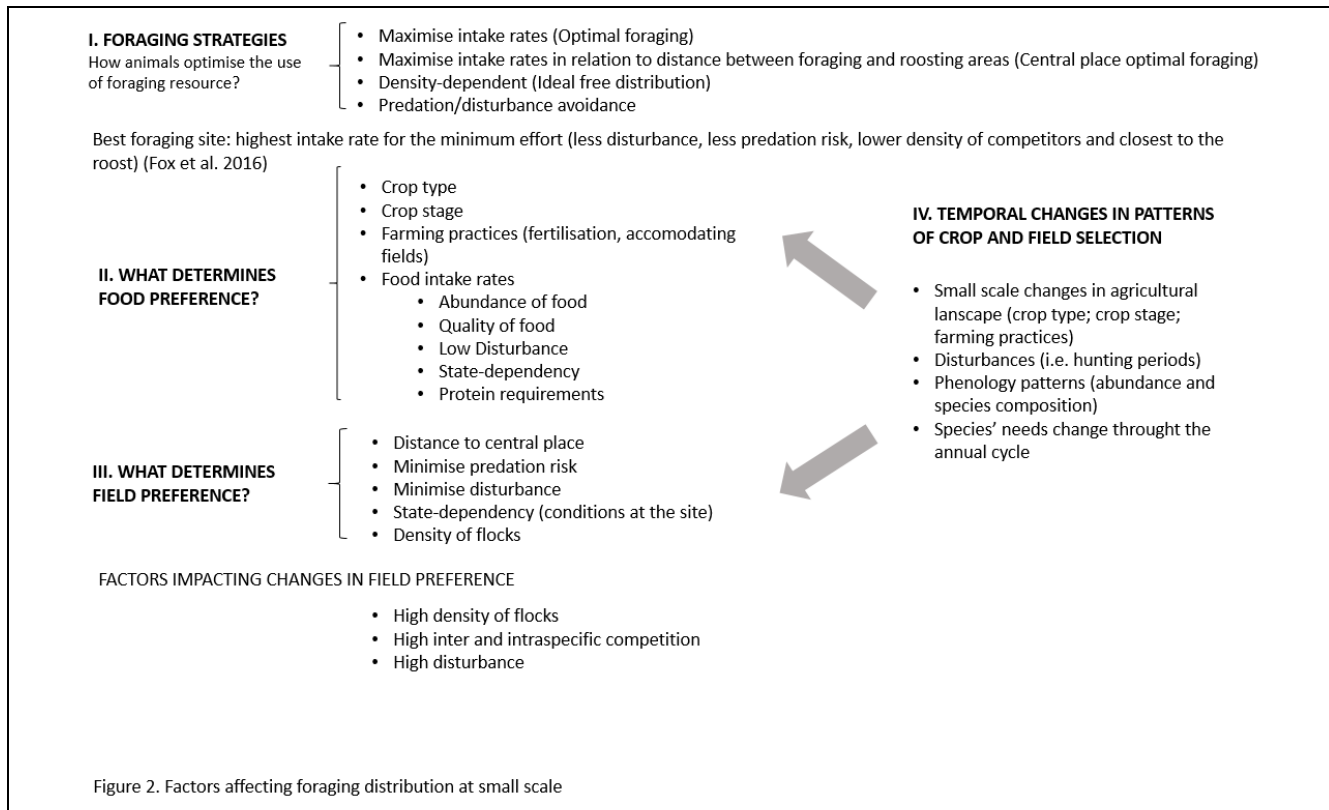 I. FORAGING STRATEGIES
How animals optimise the use
of foraging resource?
• Maximise intake rates (Optimal foraging)
• Maximise intake rates in relation to distance between foraging and roosting areas (Central place optimal foraging)
• Density-dependent (Ideal free distribution)
• Predation/disturbance avoidance
Best foraging site: highest intake rate for the minimum effort (less disturbance, less predation risk, lower density of competitors and closest to the
roost) (Fox et al. 2016)
II. WHAT DETERMINES
FOOD PREFERENCE?
• Crop type
• Crop stage
• Farming practices (fertilisation, accomodating
fields)
• Food intake rates
• Abundance of food
• Quality of food
• Low Disturbance
• State-dependency
• Protein requirements
III. WHAT DETERMINES
FIELD PREFERENCE?
• Distance to central place
• Minimise predation risk
• Minimise disturbance
• State-dependency (conditions at the site)
• Density of flocks
IV. TEMPORAL CHANGES IN PATTERNS
OF CROP AND FIELD SELECTION
• Small scale changes in agricultural
lanscape (crop type; crop stage;
farming practices)
• Disturbances (i.e. hunting periods)
• Phenology patterns (abundance and
species composition)
• Species’ needs change throught the
annual cycle
FACTORS IMPACTING CHANGES IN FIELD PREFERENCE
• High density of flocks
• High inter and intraspecific competition
• High disturbance
Figure 2. Factors affecting foraging distribution at small scale